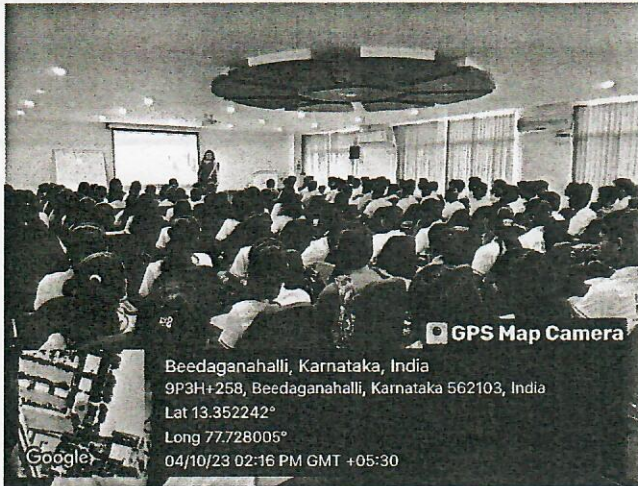 GPS Map Camera
Beedaganahalli, Karnataka, India
9P3H+258, Beedaganahalli, Karnataka 562103, India
Lat 13.352242°
Long 77.728005°
04/10/23 02:16 PM GMT +05:30
Google